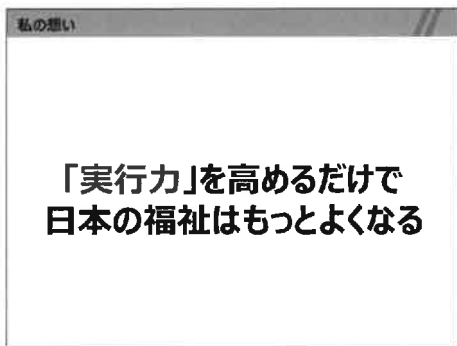 私の想い
「実行力」を高めるだけで
日本の福祉はもっとよくなる